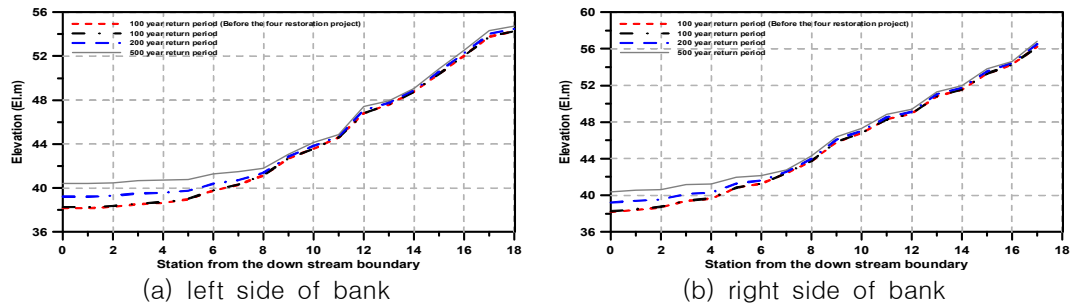 56
52
48
44
40
36
Elevation (El.m)
100 year return period (Before the four restoration project)
100 year return period
200 year return period
500 year return period
0 2 4 6 8 10 12 14 16 18
Station from the down stream boundary
(a) left side of bank
60
56
52
48
44
40
36
Elevation (El.m)
100 year return period (Before the four restoration project)
100 year return period
200 year return period
500 year return period
0 2 4 6 8 10 12 14 16 18
Station from the down stream boundary
(b) right side of bank